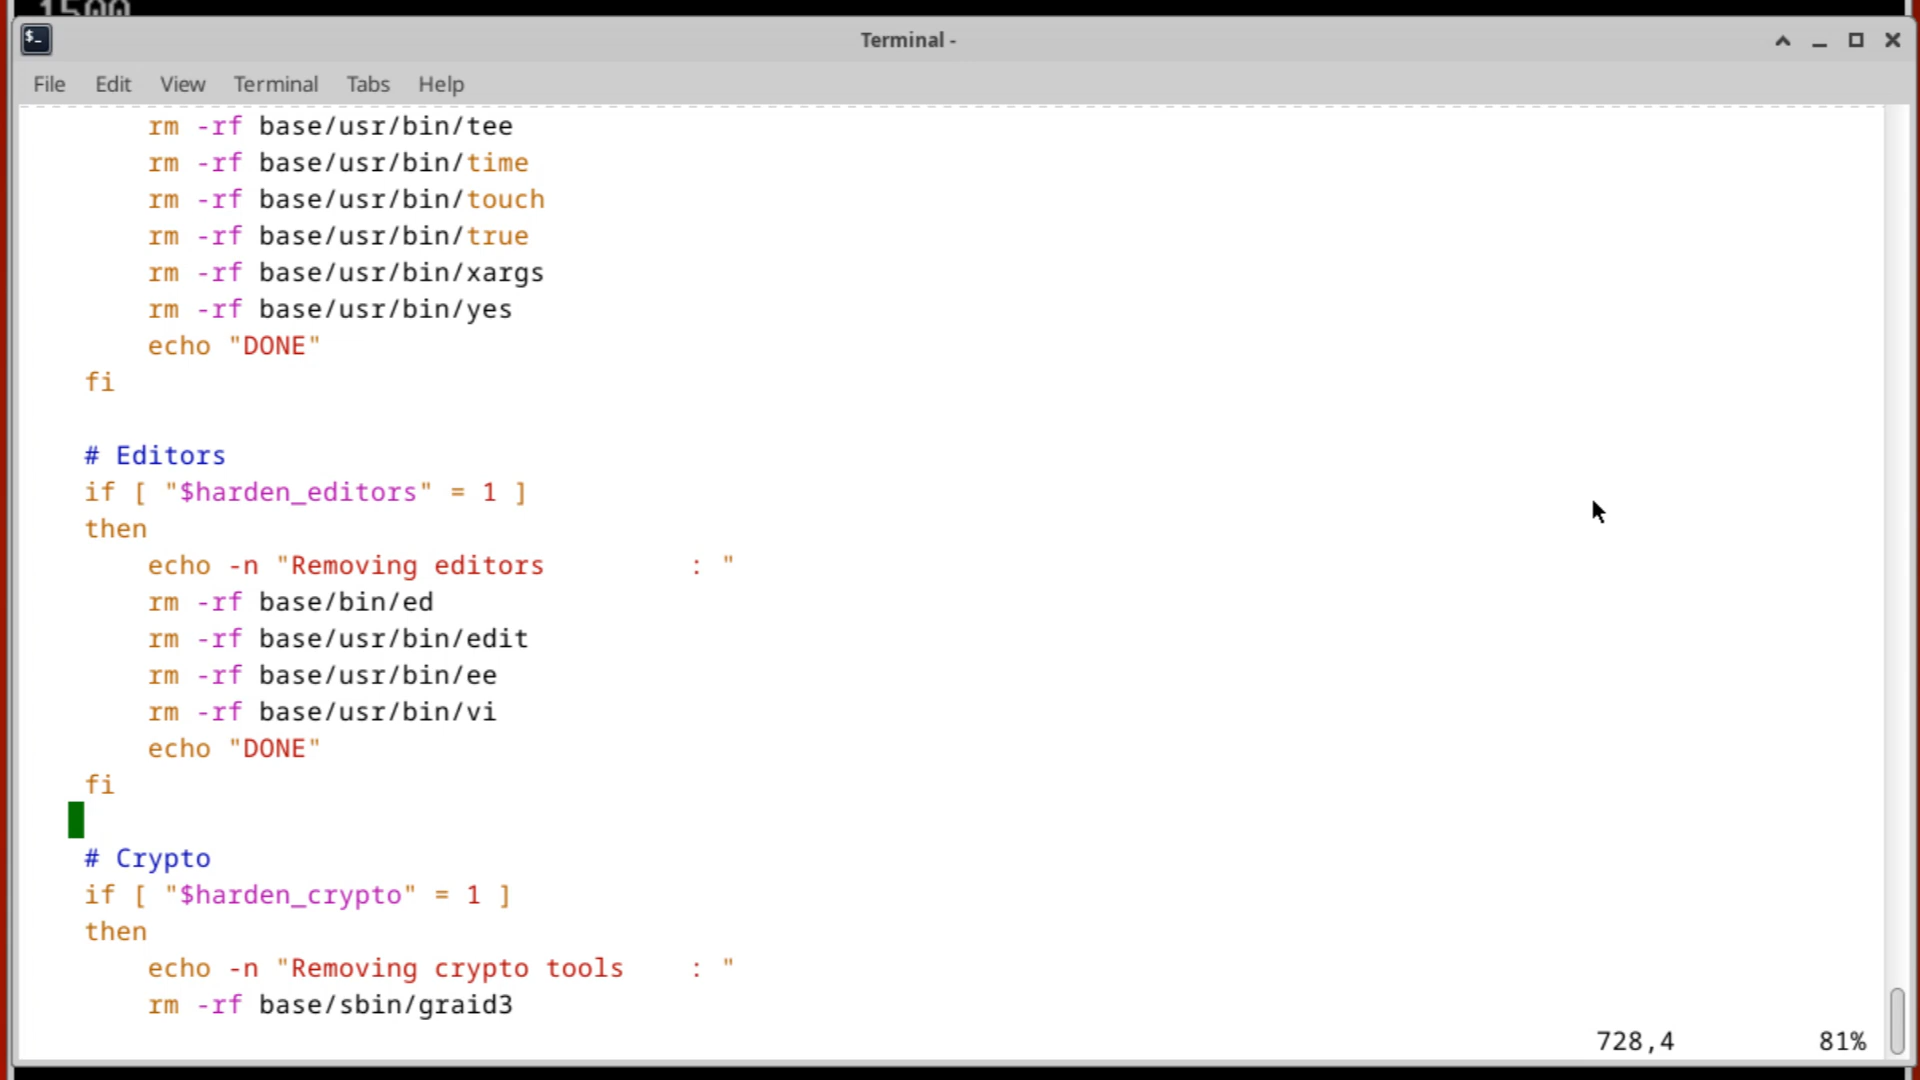 1500
Terminal -
File Edit View Terminal Tabs Help
rm -rf base/usr/bin/tee
rm -rf base/usr/bin/time
rm -rf base/usr/bin/touch
rm -rf base/usr/bin/true
rm -rf base/usr/bin/xargs
rm -rf base/usr/bin/yes
echo "DONE"
fi
# Editors
if [ "$harden_editors" = 1 ]
then
echo -n "Removing editors         : "
rm -rf base/bin/ed
rm -rf base/usr/bin/edit
rm -rf base/usr/bin/ee
rm -rf base/usr/bin/vi
echo "DONE"
fi
# Crypto
if [ "$harden_crypto" = 1 ]
then
echo -n "Removing crypto tools    : "
rm -rf base/sbin/graid3
728,4 81%